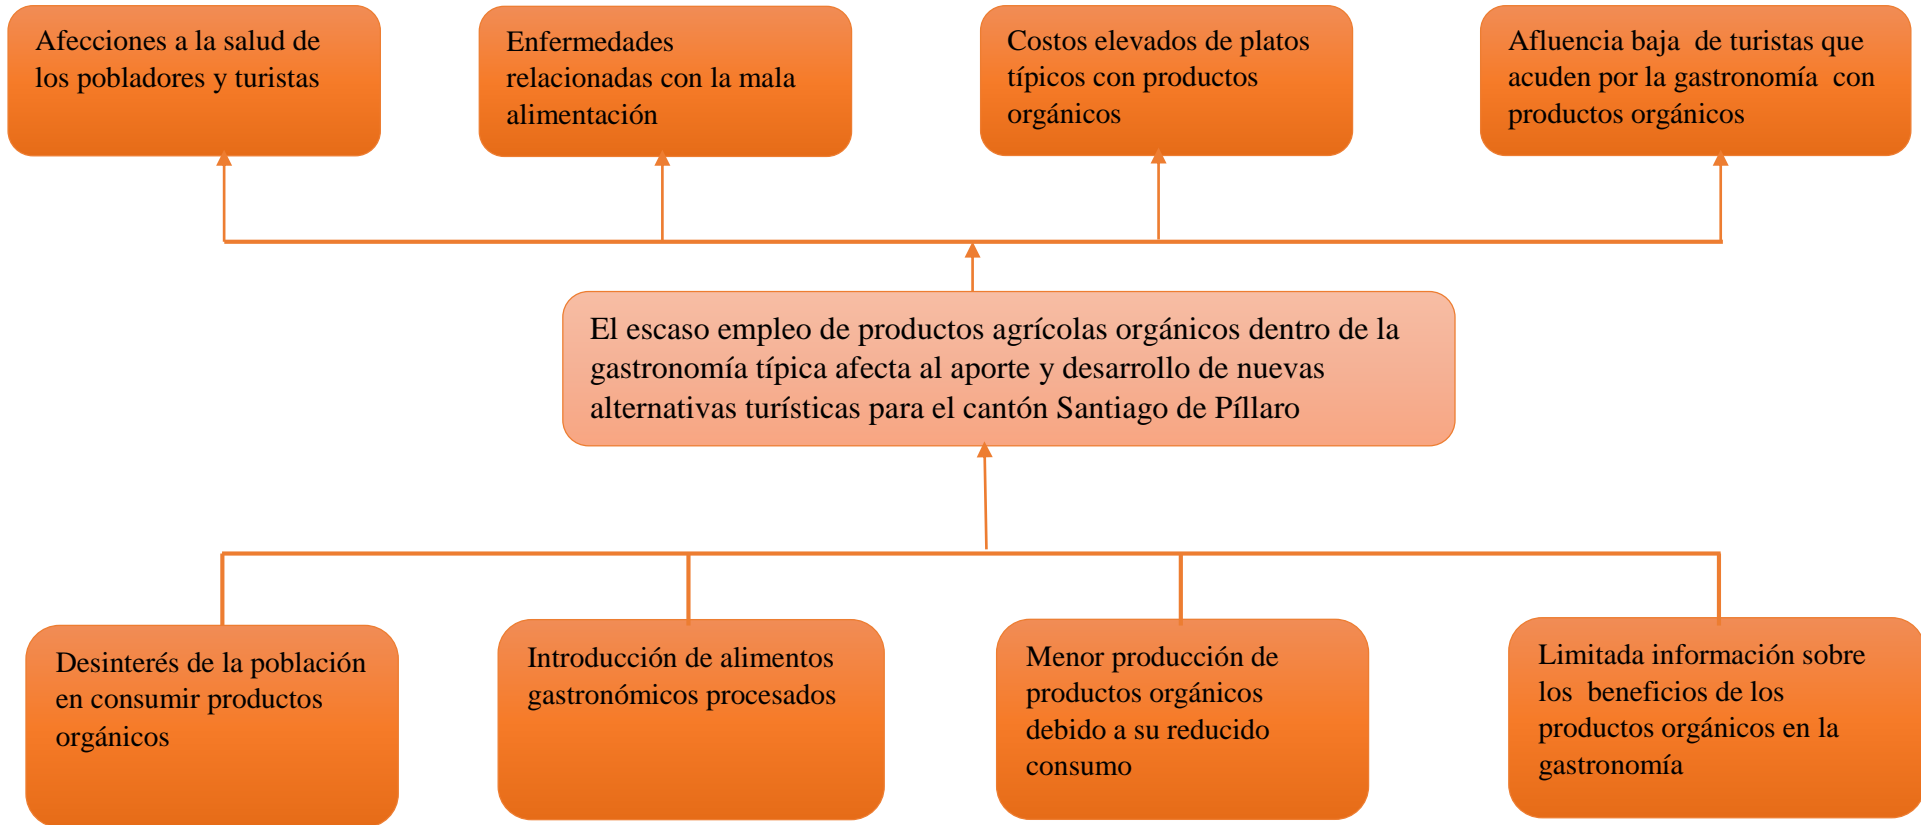 Afecciones a la salud de
los pobladores y turistas
Enfermedades
relacionadas con la mala
alimentación
Costos elevados de platos
típicos con productos
orgánicos
Afluencia baja  de turistas que
acuden por la gastronomía  con
productos orgánicos
El escaso empleo de productos agrícolas orgánicos dentro de la
gastronomía típica afecta al aporte y desarrollo de nuevas
alternativas turísticas para el cantón Santiago de Píllaro
Desinterés de la población
en consumir productos
orgánicos
Introducción de alimentos
gastronómicos procesados
Menor producción de
productos orgánicos
debido a su reducido
consumo
Limitada información sobre
los  beneficios de los
productos orgánicos en la
gastronomía